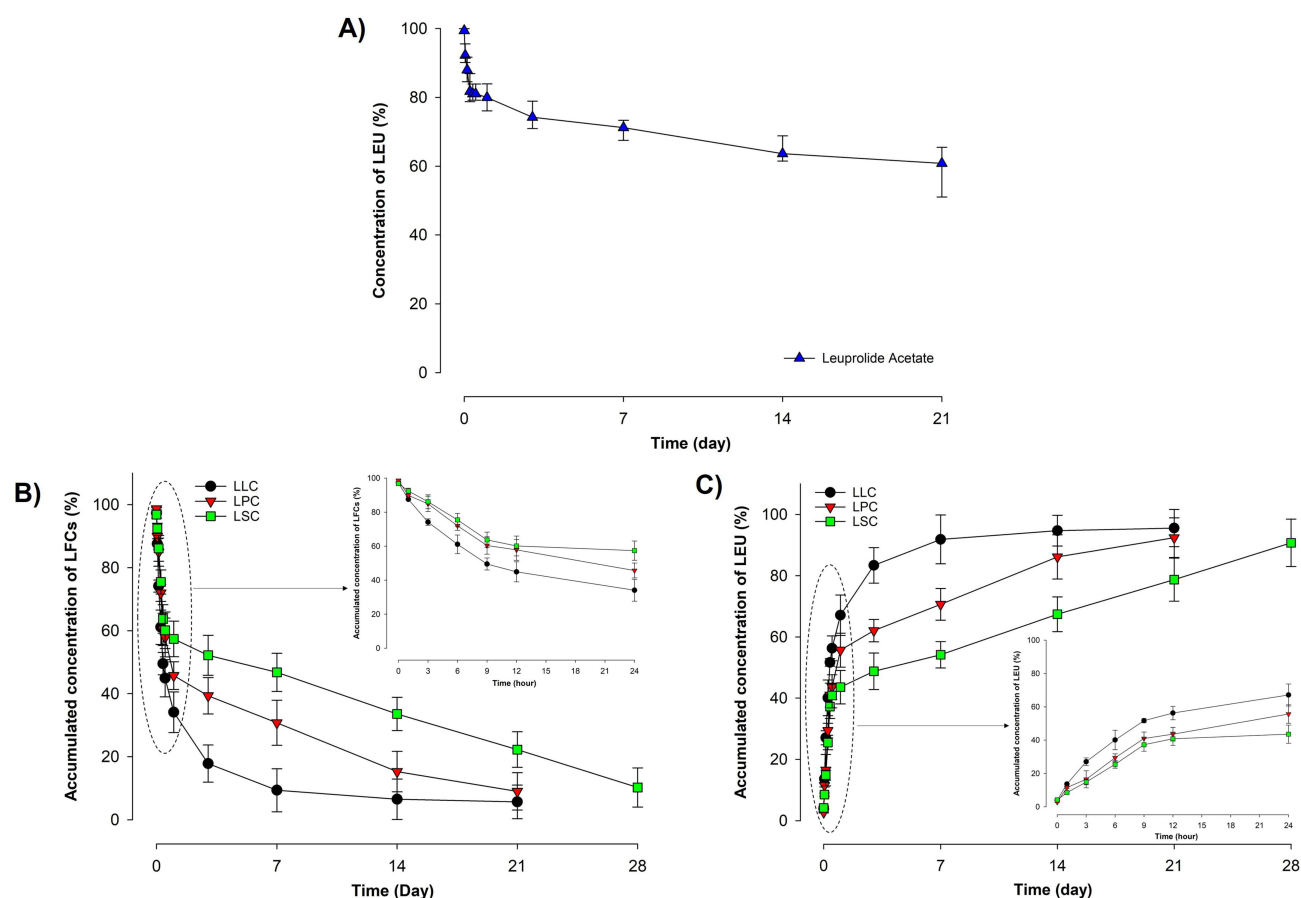 A)
Concentration of LEU (%)
100
80
60
40
20
0
Leuprolide Acetate
0 7 14 21
Time (day)
B)
Accumulated concentration of LFCs (%)
100
80
60
40
20
0
LLC
LPC
LSC
Accumulated concentration of LFCs (%)
100
80
60
40
20
0
0 3 6 9 12 15 18 21 24
Time (hour)
0 7 14 21 28
Time (Day)
C)
Accumulated concentration of LEU (%)
100
80
60
40
20
0
LLC
LPC
LSC
Accumulated concentration of LEU (%)
100
80
60
40
20
0
0 3 6 9 12 15 18 21 24
Time (hour)
0 7 14 21 28
Time (day)